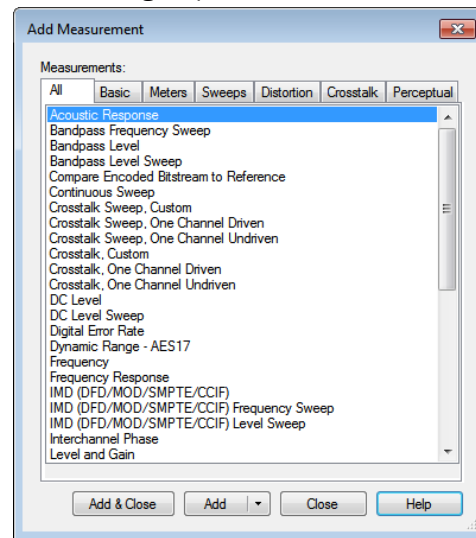 Add Measurement
Measurements:
All Basic Meters Sweeps Distortion Crosstalk Perceptual
Acoustic Response
Bandpass Frequency Sweep
Bandpass Level
Bandpass Level Sweep
Compare Encoded Bitstream to Reference
Continuous Sweep
Crosstalk Sweep, Custom
Crosstalk Sweep, One Channel Driven
Crosstalk Sweep, One Channel Undriven
Crosstalk, Custom
Crosstalk, One Channel Driven
Crosstalk, One Channel Undriven
DC Level
DC Level Sweep
Digital Error Rate
Dynamic Range - AES17
Frequency
Frequency Response
IMD (DFD/MOD/SMPTE/CCIF)
IMD (DFD/MOD/SMPTE/CCIF) Frequency Sweep
IMD (DFD/MOD/SMPTE/CCIF) Level Sweep
Interchannel Phase
Level and Gain
Add & Close Add Close Help